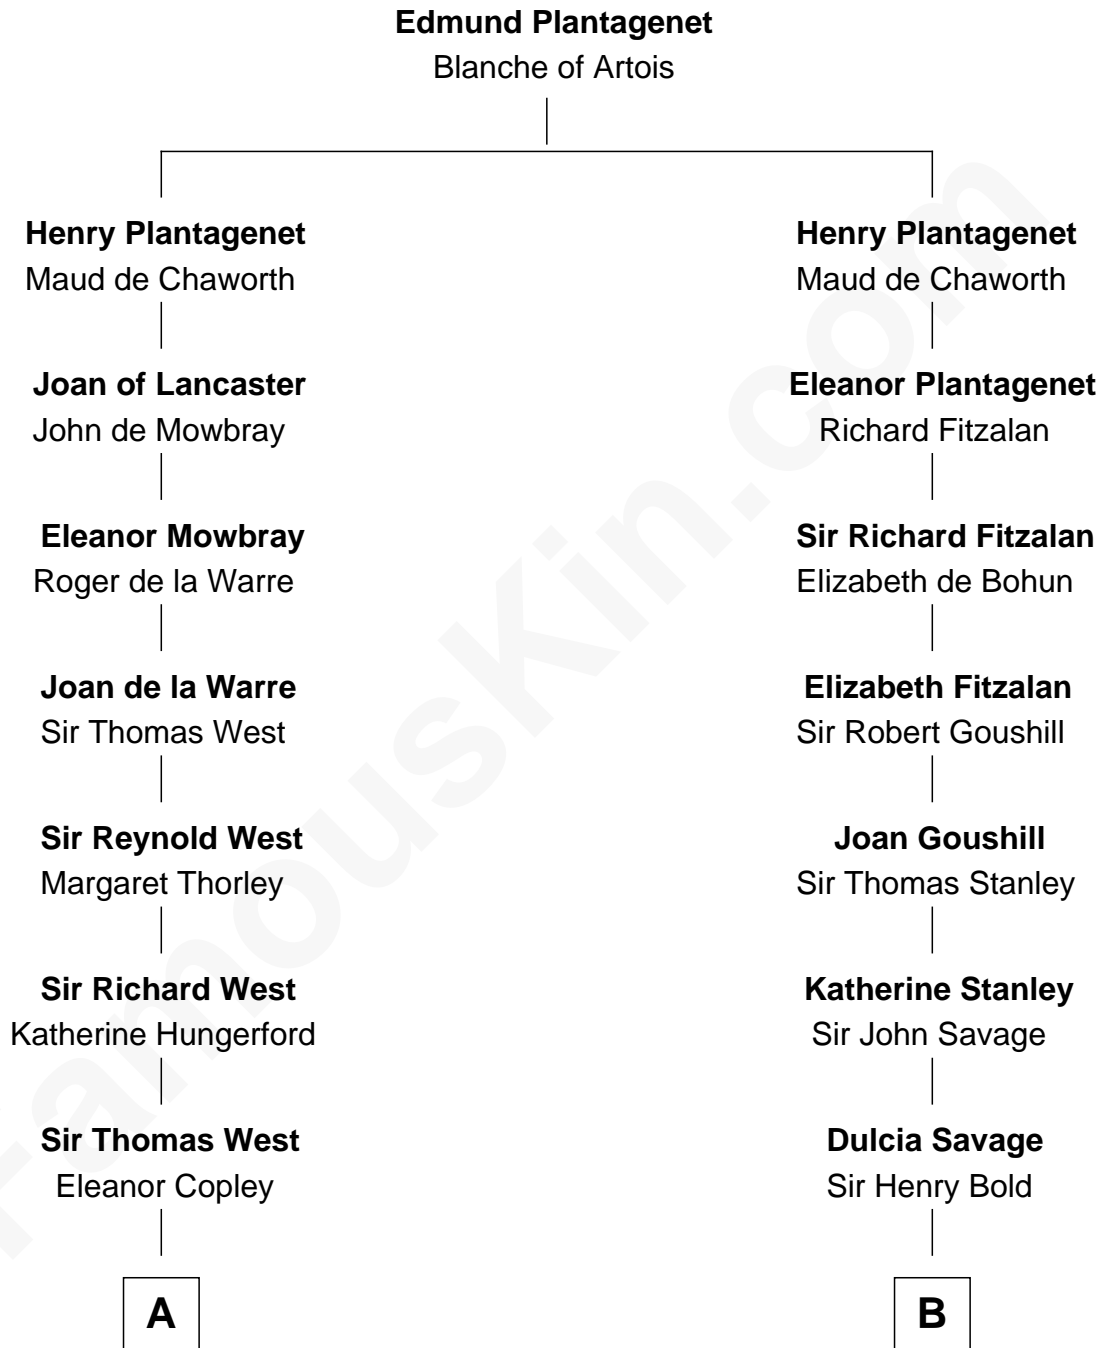 Edmund Plantagenet
Blanche of Artois
Henry Plantagenet
Maud de Chaworth
Henry Plantagenet
Maud de Chaworth
Joan of Lancaster
John de Mowbray
Eleanor Plantagenet
Richard Fitzalan
Eleanor Mowbray
Roger de la Warre
Sir Richard Fitzalan
Elizabeth de Bohun
Joan de la Warre
Sir Thomas West
Elizabeth Fitzalan
Sir Robert Goushill
Sir Reynold West
Margaret Thorley
Joan Goushill
Sir Thomas Stanley
Sir Richard West
Katherine Hungerford
Katherine Stanley
Sir John Savage
Sir Thomas West
Eleanor Copley
Dulcia Savage
Sir Henry Bold
A
B
FamousKin.com